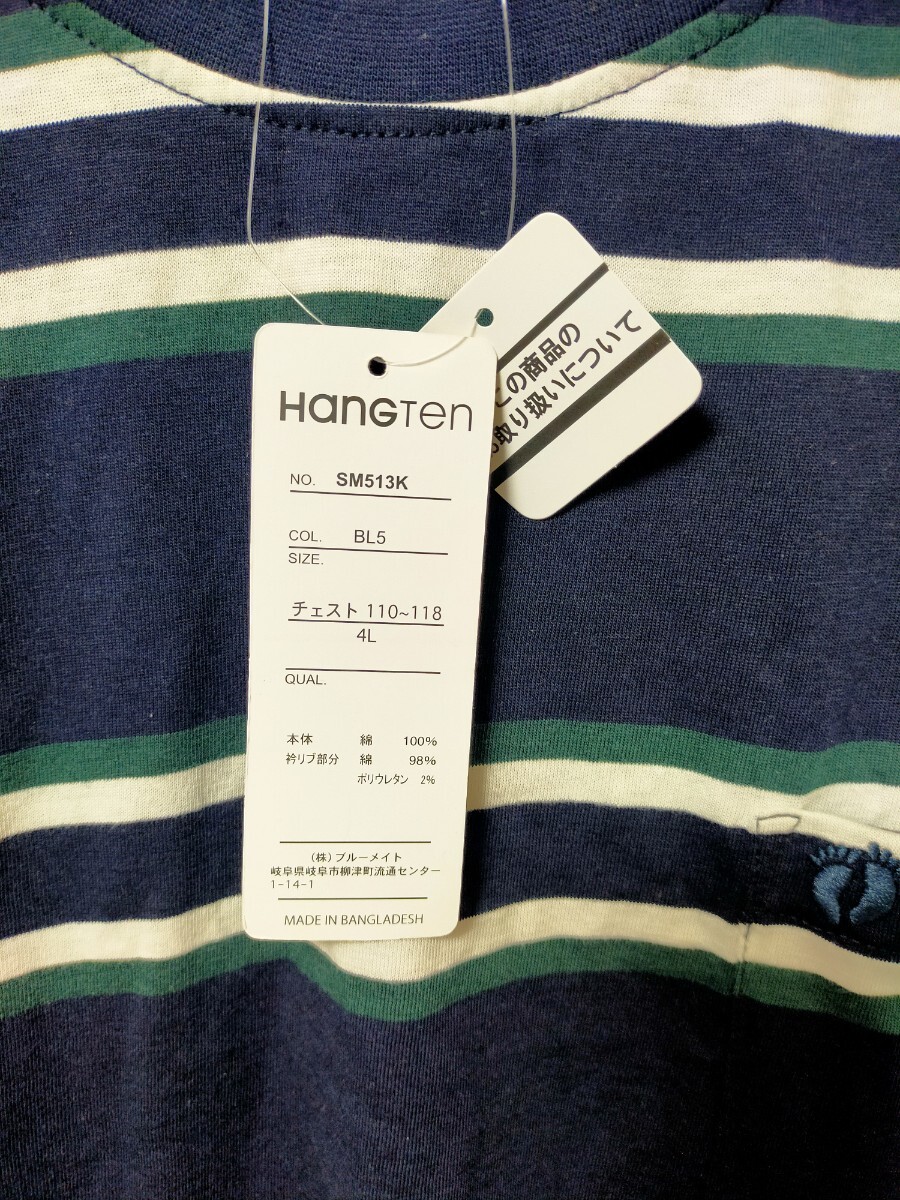 HANGTEN
NO. SM513K
COL. BL5
SIZE.
チェスト 110~118
4L
QUAL.
本体 綿 100%
衿リブ部分 綿 98%
ポリウレタン 2%
(株)ブルーメイト
岐阜県岐阜市柳津町流通センター
1-14-1
MADE IN BANGLADESH
この商品の
お取り扱いについて